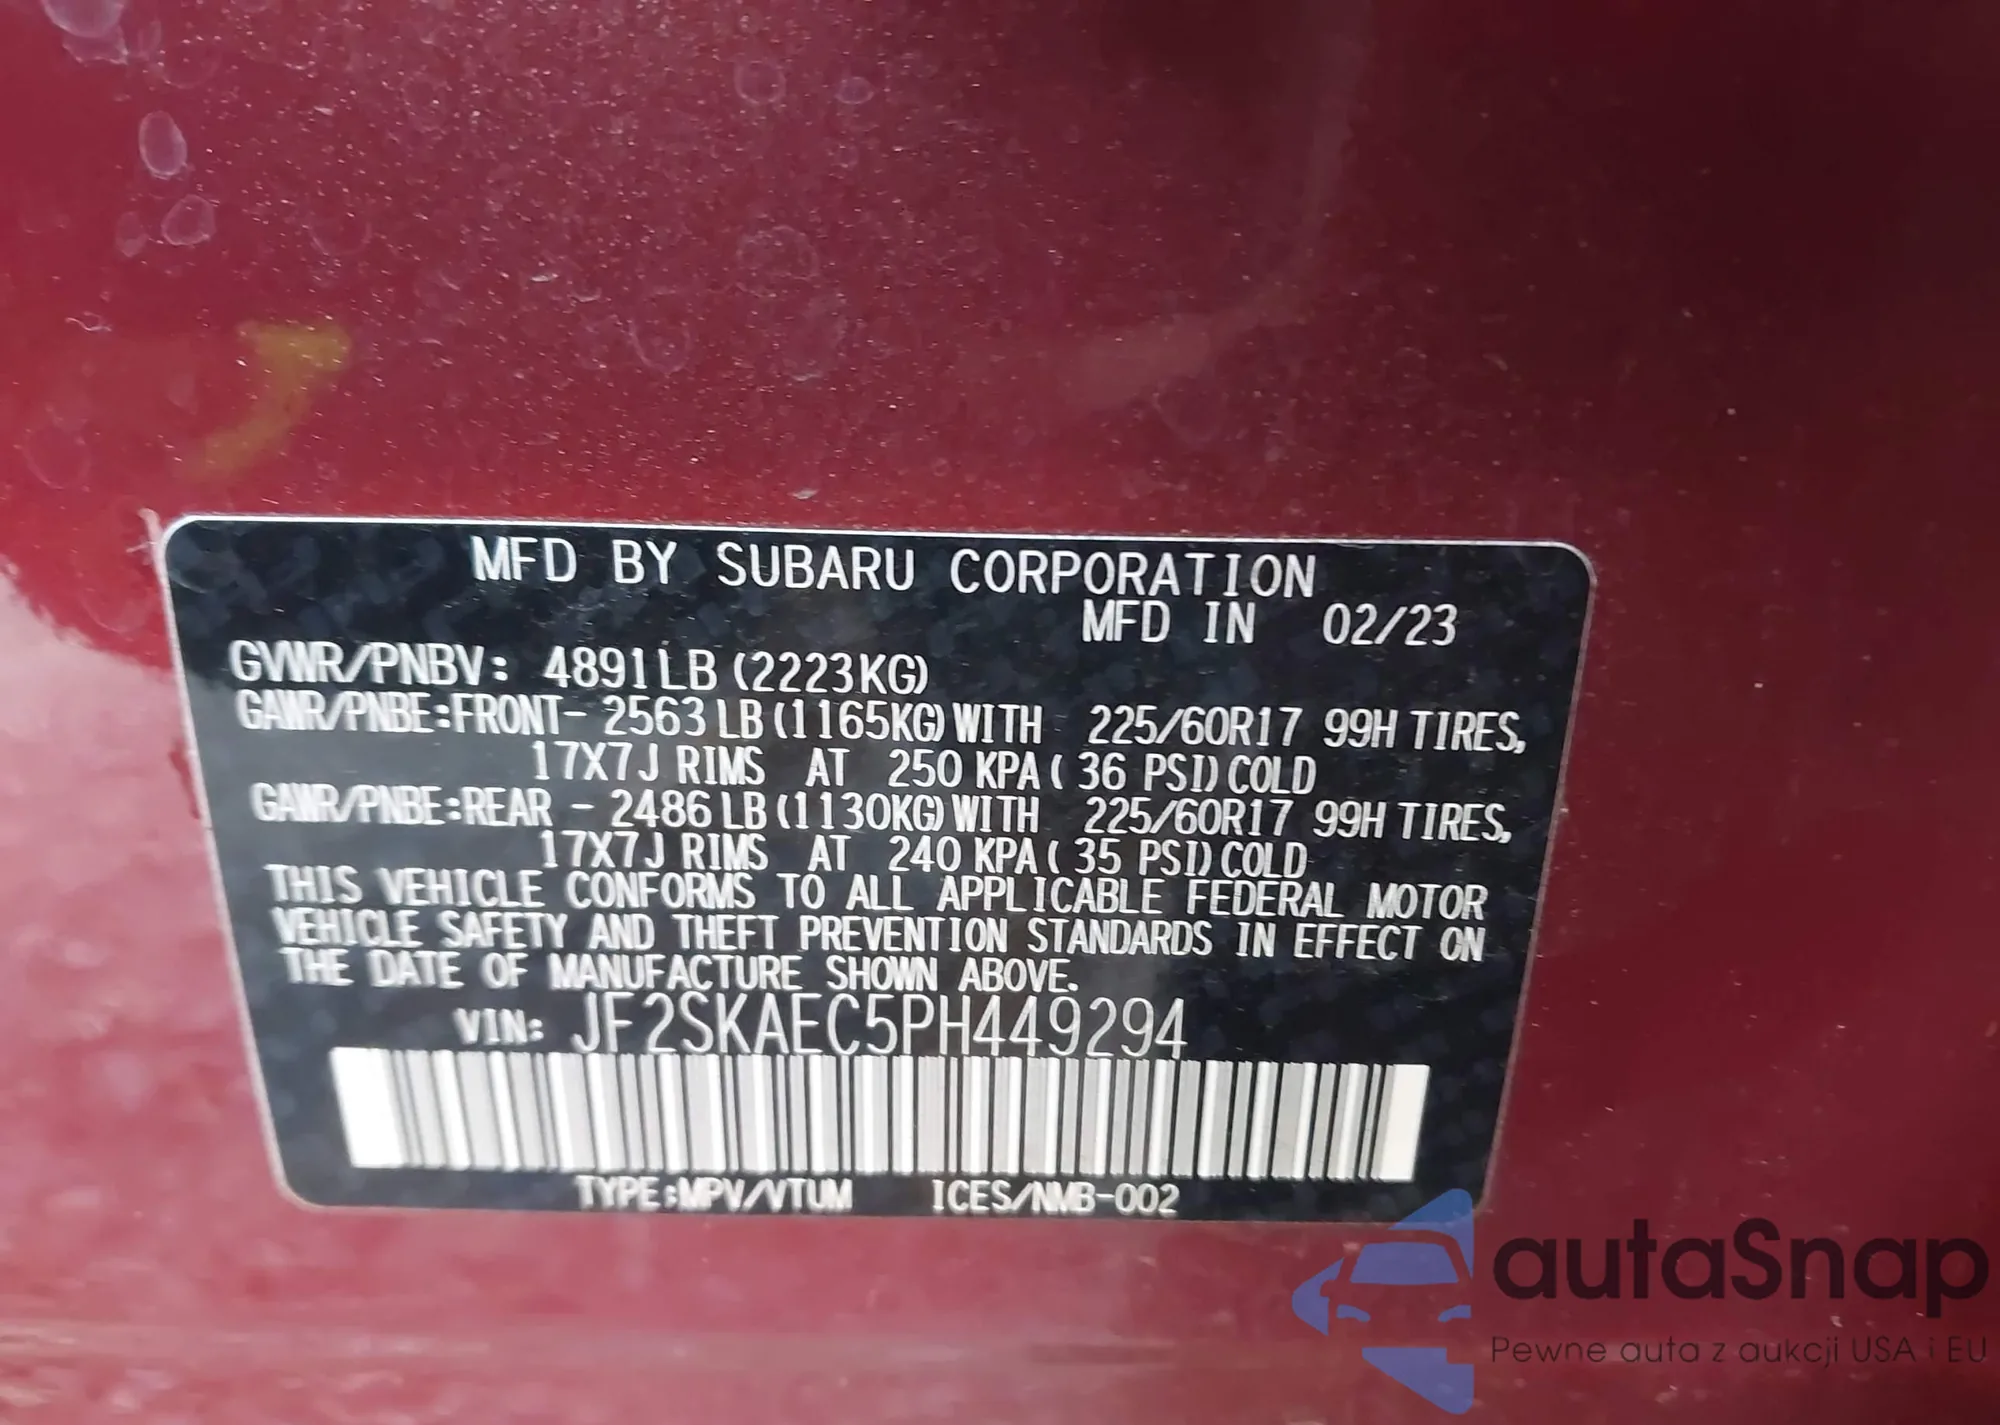 MFD BY SUBARU CORPORATION
MFD IN 02/23
GVWR/PNBV: 4891LB (2223KG)
GAWR/PNBE:FRONT- 2563LB (1165KG) WITH 225/60R17 99H TIRES,
17X7J RIMS AT 250 KPA( 36 PSI) COLD
GAWR/PNBE:REAR - 2486LB (1130KG) WITH 225/60R17 99H TIRES,
17X7J RIMS AT 240 KPA( 35 PSI) COLD
THIS VEHICLE CONFORMS TO ALL APPLICABLE FEDERAL MOTOR
VEHICLE SAFETY AND THEFT PREVENTION STANDARDS IN EFFECT ON
THE DATE OF MANUFACTURE SHOWN ABOVE.
VIN: JF2SKAEC5PH449294
TYPE:MPV/VTUM ICES/NMB-002
autaSnap
Pewne auta z aukcji USA i EU